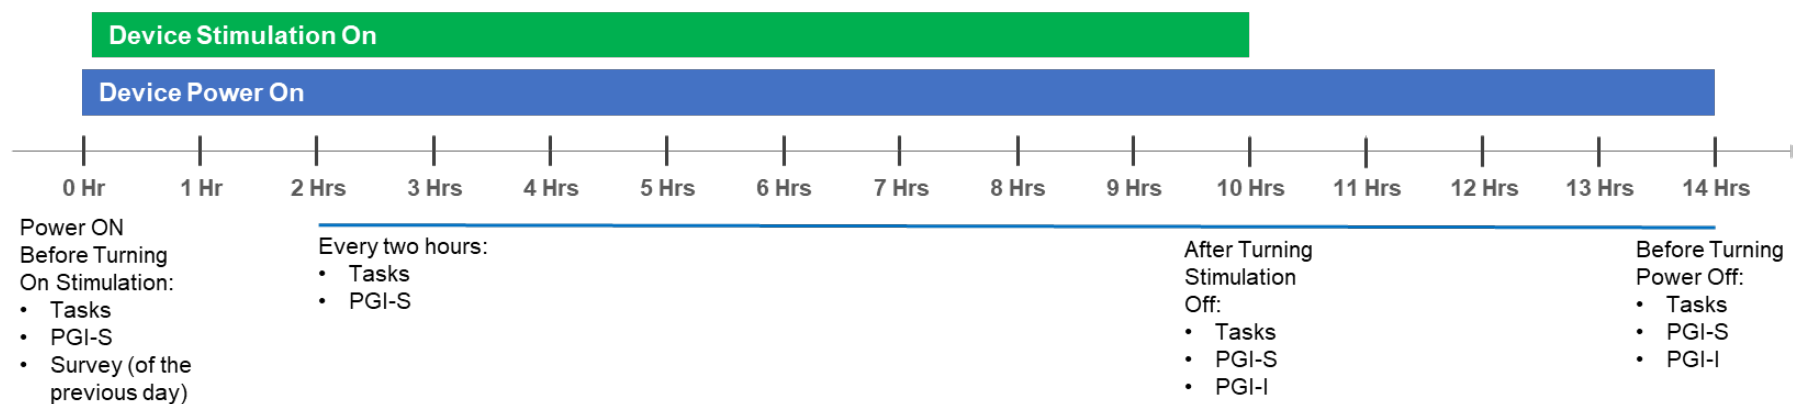 Device Stimulation On
Device Power On
0 Hr 1 Hr 2 Hrs 3 Hrs 4 Hrs 5 Hrs 6 Hrs 7 Hrs 8 Hrs 9 Hrs 10 Hrs 11 Hrs 12 Hrs 13 Hrs 14 Hrs
Power ON
Before Turning
On Stimulation:
• Tasks
• PGI-S
• Survey (of the
previous day)
Every two hours:
• Tasks
• PGI-S
After Turning
Stimulation
Off:
• Tasks
• PGI-S
• PGI-I
Before Turning
Power Off:
• Tasks
• PGI-S
• PGI-I